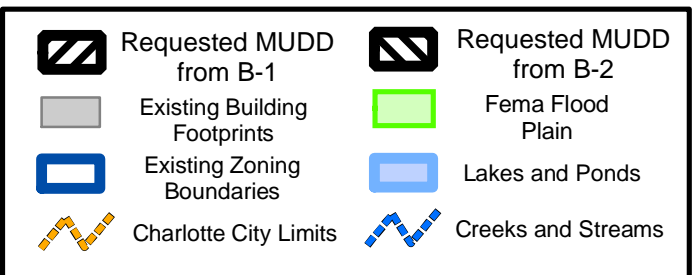 Requested MUDD
from B-1
Requested MUDD
from B-2
Existing Building
Footprints
Fema Flood
Plain
Existing Zoning
Boundaries
Lakes and Ponds
Charlotte City Limits
Creeks and Streams